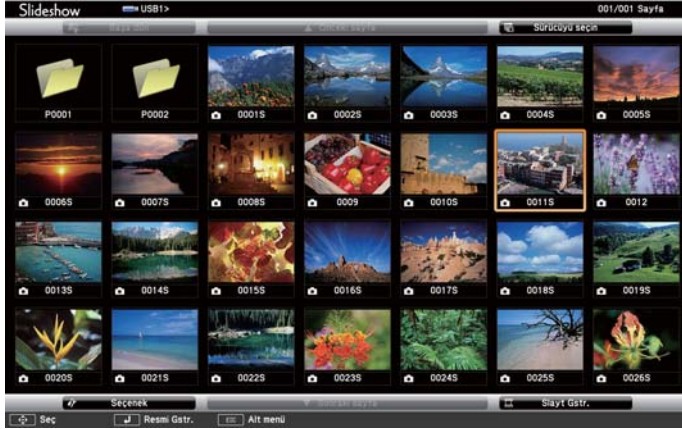 Slideshow USB1> 001/001 Sayfa
Sürücüyü seçin
P0001 P0002 0001S 0002S 0003S 0004S 0005S
0006S 0007S 0008S 0009 0010S 0011S 0012
0013S 0014S 0015S 0016S 0017S 0018S 0019S
0020S 0021S 0022S 0023S 0024S 0025S 0026S
Seçenek Slayt Gstr.
Seç Resmi Gstr. ESC Alt menü